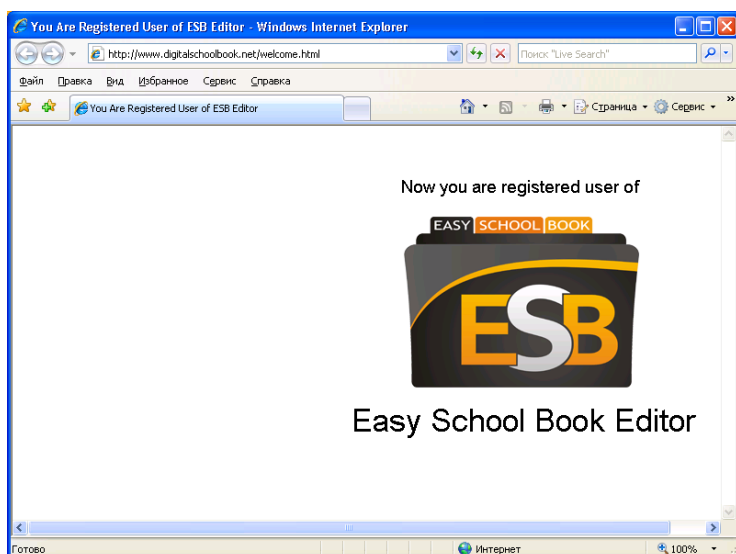 You Are Registered User of ESB Editor - Windows Internet Explorer
http://www.digitalschoolbook.net/welcome.html
Поиск "Live Search"
Файл Правка Вид Избранное Сервис Справка
You Are Registered User of ESB Editor
Страница Сервис »
Now you are registered user of
EASY SCHOOL BOOK
ESB
Easy School Book Editor
Готово
Интернет
100%